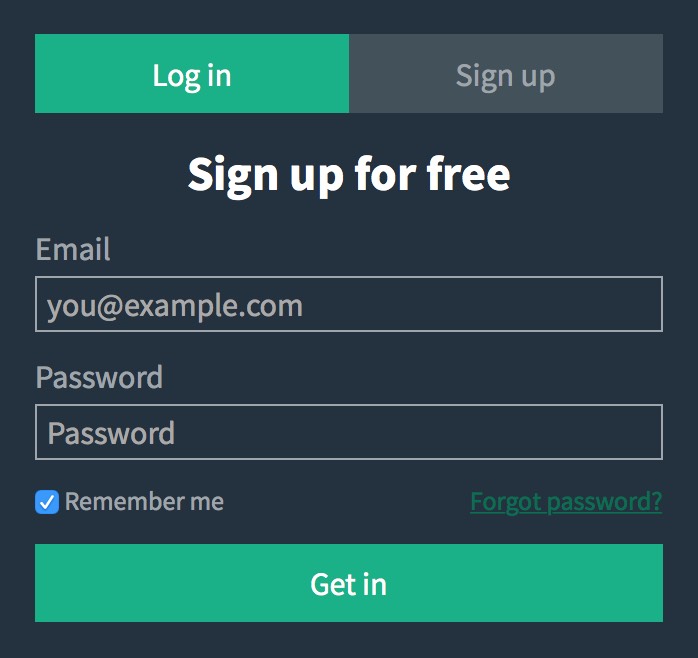 Log in Sign up
Sign up for free
Email
you@example.com
Password
Password
Remember me Forgot password?
Get in